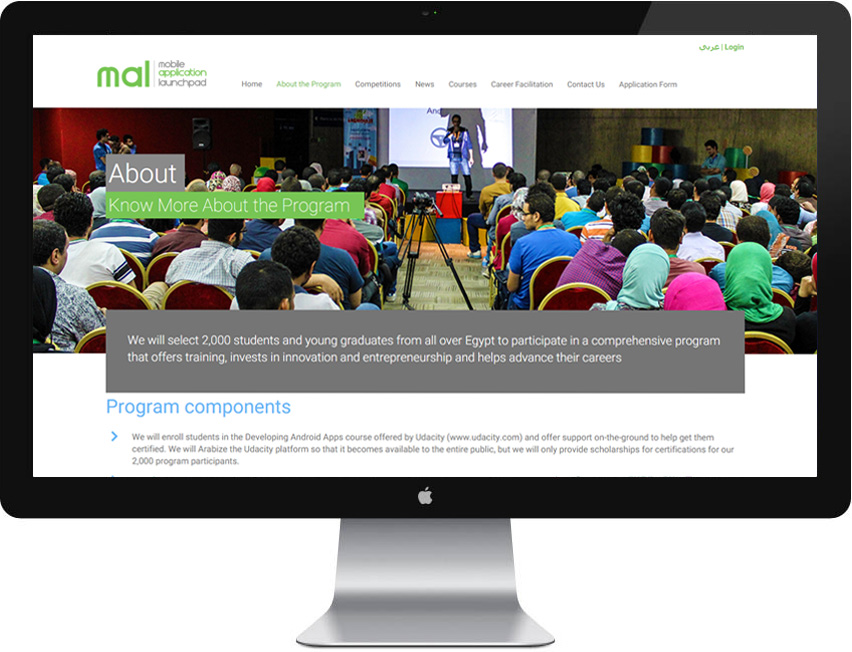 عربي | Login
mal
mobile
application
launchpad
Home About the Program Competitions News Courses Career Facilitation Contact Us Application Form
And
About
Know More About the Program
We will select 2,000 students and young graduates from all over Egypt to participate in a comprehensive program
that offers training, invests in innovation and entrepreneurship and helps advance their careers
Program components
We will enroll students in the Developing Android Apps course offered by Udacity (www.udacity.com) and offer support on-the-ground to help get them
certified. We will Arabize the Udacity platform so that it becomes available to the entire public, but we will only provide scholarships for certifications for our
2,000 program participants.